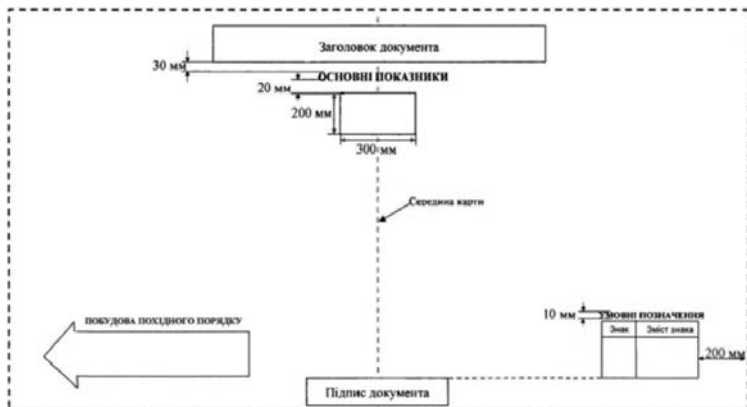 Заголовок документа
30 мм
ОСНОВНІ ПОКАЗНИКИ
20 мм
200 мм
300 мм
Середина карти
ПОБУДОВА ПОХІДНОГО ПОРЯДКУ
10 мм
УМОВНІ ПОЗНАЧЕННЯ
Знак Зміст знака
200 мм
Підпис документа